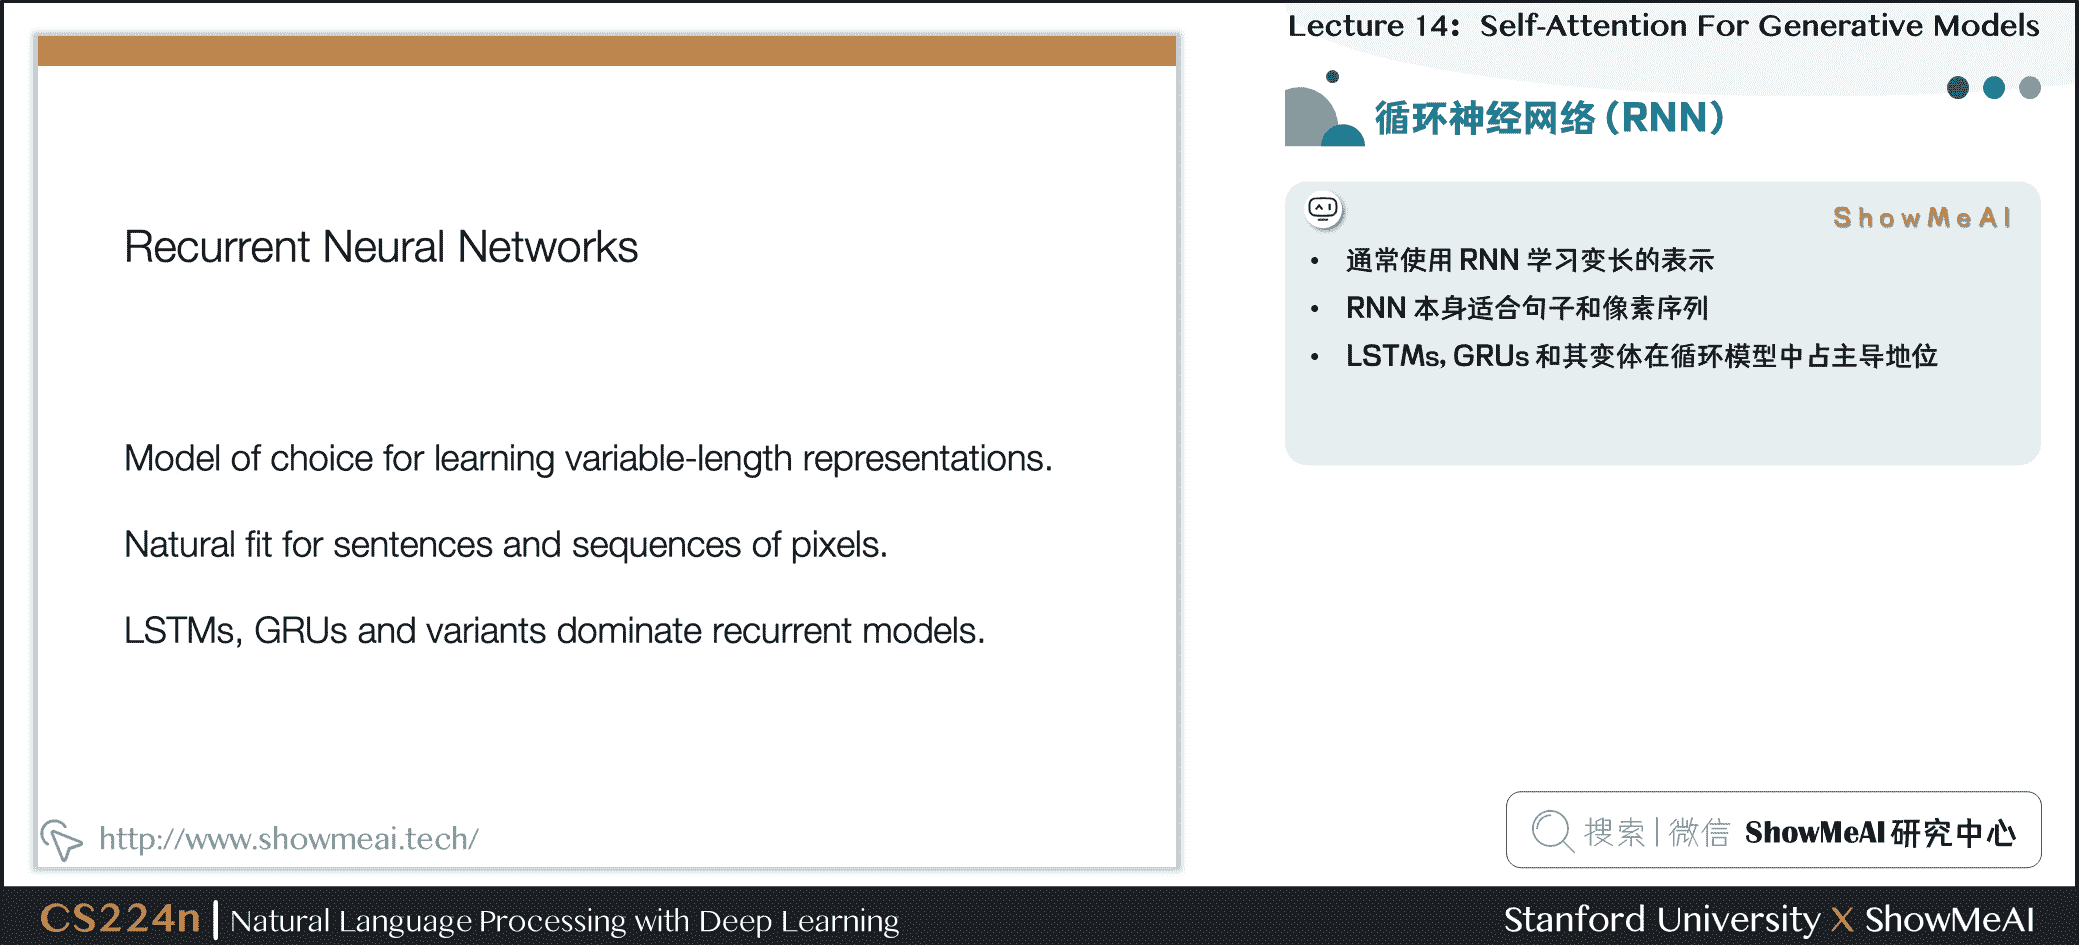 Lecture 14: Self-Attention For Generative Models
循环神经网络（RNN）
Recurrent Neural Networks
Model of choice for learning variable-length representations.
Natural fit for sentences and sequences of pixels.
LSTMs, GRUs and variants dominate recurrent models.
http://www.showmeai.tech/
ShowMeAI
• 通常使用 RNN 学习变长的表示
• RNN 本身适合句子和像素序列
• LSTMs, GRUs 和其变体在循环模型中占主导地位
搜索 | 微信 ShowMeAI 研究中心
CS224n | Natural Language Processing with Deep Learning
Stanford University X ShowMeAI